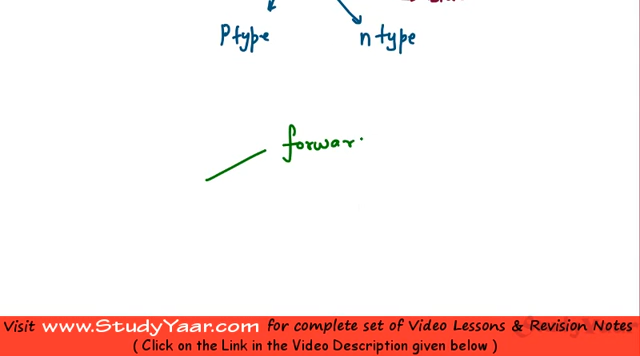 P type
n type
forwar
Visit www.StudyYaar.com for complete set of Video Lessons & Revision Notes
( Click on the Link in the Video Description given below )